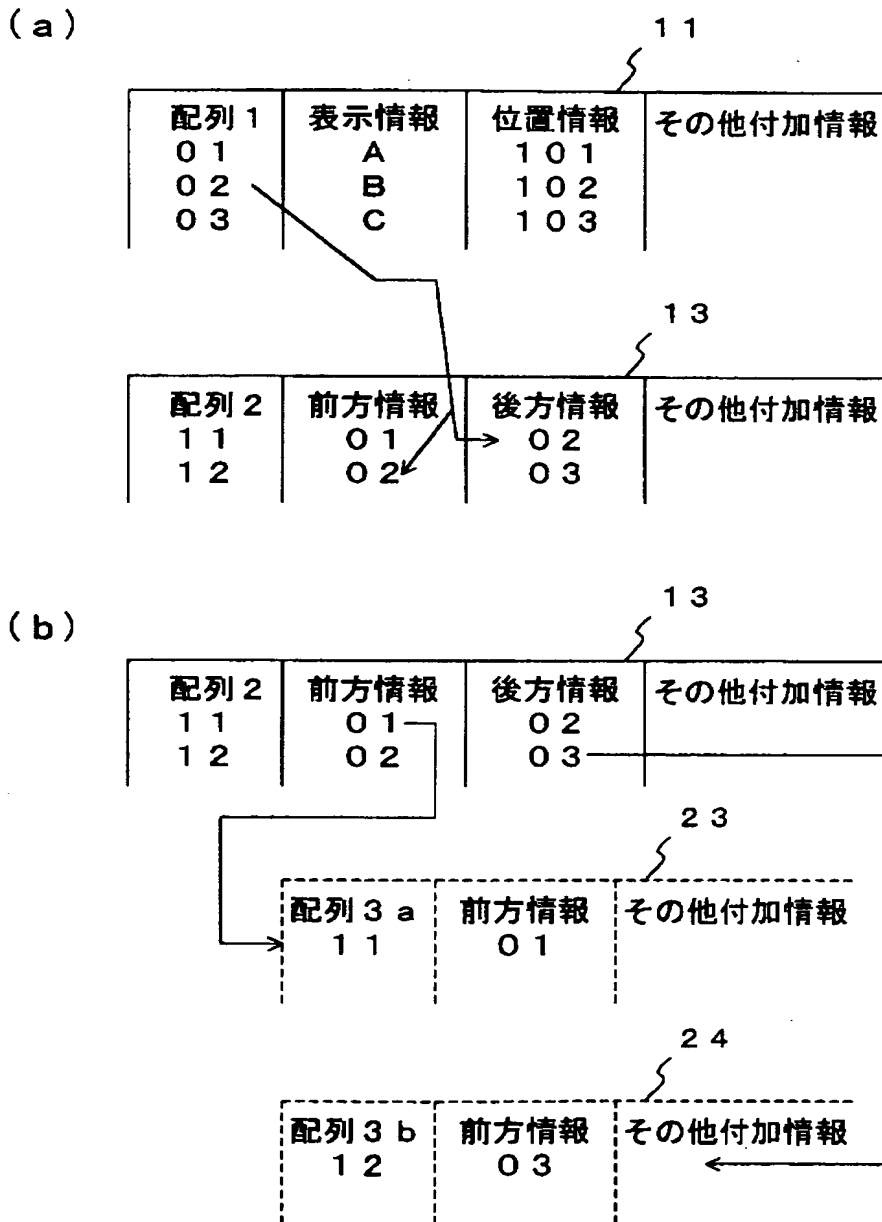 (a)
11
配列1 表示情報 位置情報 その他付加情報
01 A 101
02 B 102
03 C 103
13
配列2 前方情報 後方情報 その他付加情報
11 01 02
12 02 03
(b)
13
配列2 前方情報 後方情報 その他付加情報
11 01 02
12 02 03
23
配列3a 前方情報 その他付加情報
11 01
24
配列3b 前方情報 その他付加情報
12 03